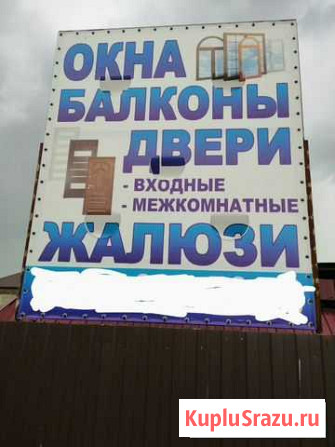 ОКНА
БАЛКОНЫ
ДВЕРИ
- ВХОДНЫЕ
- МЕЖКОМНАТНЫЕ
ЖАЛЮЗИ
KupluSrazu.ru